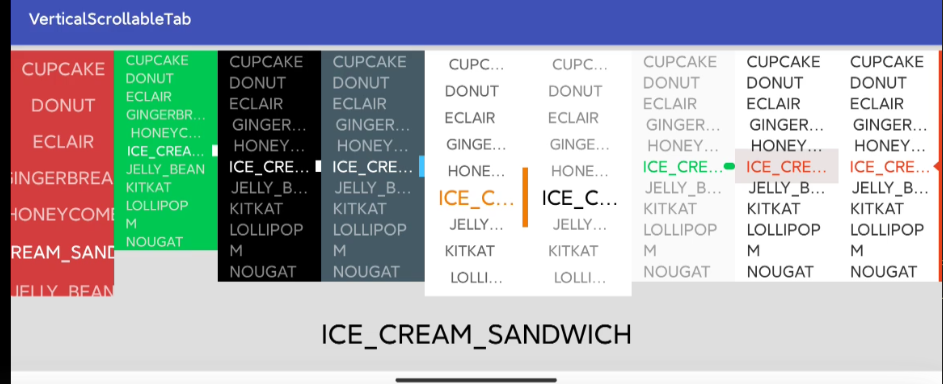 VerticalScrollableTab
CUPCAKE
DONUT
ECLAIR
INGERBREA
HONEYCOME
REAM_SAND
JELLY_BEAN
CUPCAKE
DONUT
ECLAIR
GINGERBR...
HONEYC...
ICE_CREA...
JELLY_BEAN
KITKAT
LOLLIPOP
M
NOUGAT
CUPCAKE
DONUT
ECLAIR
GINGER...
HONEY...
ICE_CRE...
JELLY_B...
KITKAT
LOLLIPOP
M
NOUGAT
CUPCAKE
DONUT
ECLAIR
GINGER...
HONEY...
ICE_CRE...
JELLY_B...
KITKAT
LOLLIPOP
M
NOUGAT
CUPC...
DONUT
ECLAIR
GINGE...
HONE...
ICE_C...
JELLY...
KITKAT
LOLLI...
CUPC...
DONUT
ECLAIR
GINGE...
HONE...
ICE_C...
JELLY...
KITKAT
LOLLI...
CUPCAKE
DONUT
ECLAIR
GINGER...
HONEY...
ICE_CRE...
JELLY_B...
KITKAT
LOLLIPOP
M
NOUGAT
CUPCAKE
DONUT
ECLAIR
GINGER...
HONEY...
ICE_CRE...
JELLY_B...
KITKAT
LOLLIPOP
M
NOUGAT
CUPCAKE
DONUT
ECLAIR
GINGER...
HONEY...
ICE_CRE...
JELLY_B...
KITKAT
LOLLIPOP
M
NOUGAT
ICE_CREAM_SANDWICH